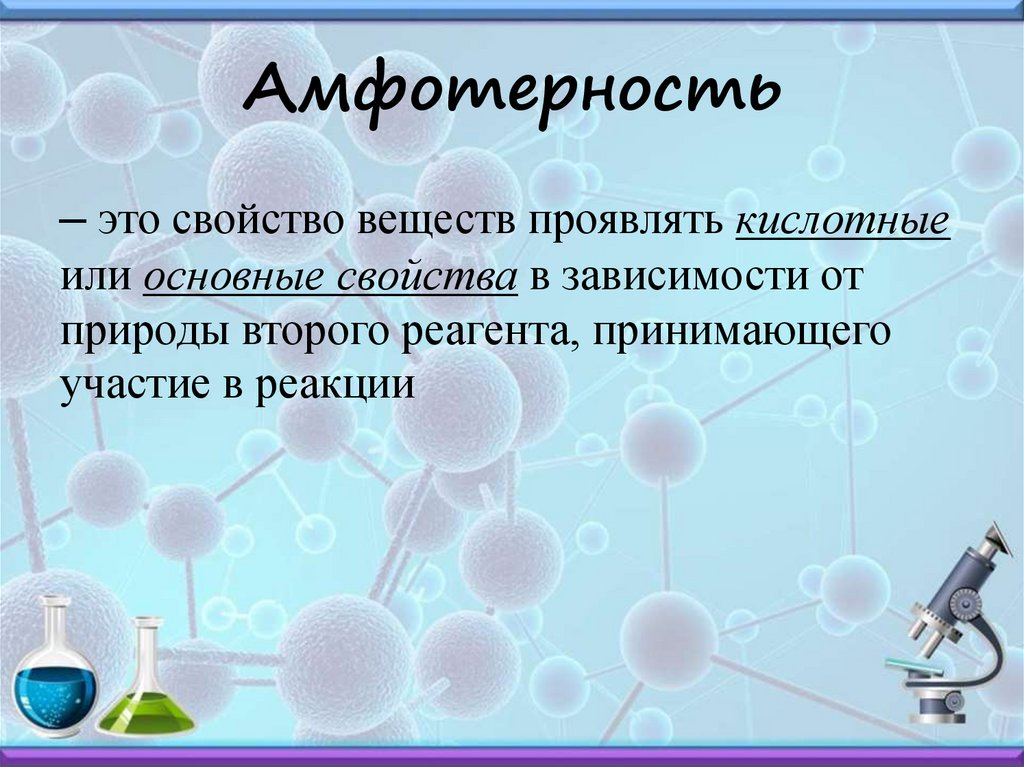 Амфотерность
– это свойство веществ проявлять кислотные
или основные свойства в зависимости от
природы второго реагента, принимающего
участие в реакции